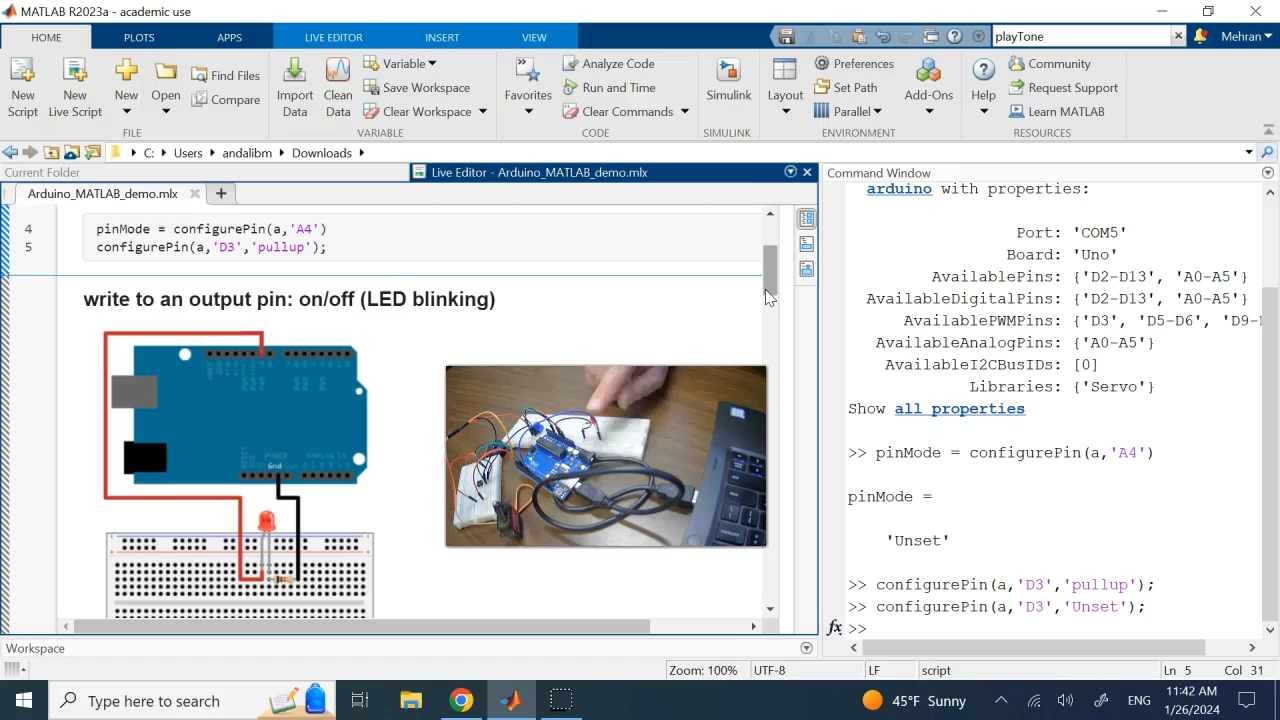 MATLAB R2023a - academic use
HOME PLOTS APPS LIVE EDITOR INSERT VIEW playTone Mehran
New Script
New Live Script
New
Open
Find Files
Compare
FILE
Import Data
Clean Data
Variable
Save Workspace
Clear Workspace
VARIABLE
Favorites
Analyze Code
Run and Time
Clear Commands
CODE
Simulink
SIMULINK
Layout
Preferences
Set Path
Parallel
Add-Ons
ENVIRONMENT
Help
Community
Request Support
Learn MATLAB
RESOURCES
C: Users andalibm Downloads
Current Folder
Live Editor - Arduino_MATLAB_demo.mlx
Arduino_MATLAB_demo.mlx
4 pinMode = configurePin(a,'A4')
5 configurePin(a,'D3','pullup');
write to an output pin: on/off (LED blinking)
POWER
Gnd
Command Window
arduino with properties:
Port: 'COM5'
Board: 'Uno'
AvailablePins: {'D2-D13', 'A0-A5'}
AvailableDigitalPins: {'D2-D13', 'A0-A5'}
AvailablePWMPins: {'D3', 'D5-D6', 'D9-
AvailableAnalogPins: {'A0-A5'}
AvailableI2CBusIDs: [0]
Libraries: {'Servo'}
Show all properties
>> pinMode = configurePin(a,'A4')
pinMode =
'Unset'
>> configurePin(a,'D3','pullup');
>> configurePin(a,'D3','Unset');
fx >>
Workspace
Zoom: 100% UTF-8 LF script Ln 5 Col 31
Type here to search
45°F Sunny
ENG
11:42 AM
1/26/2024